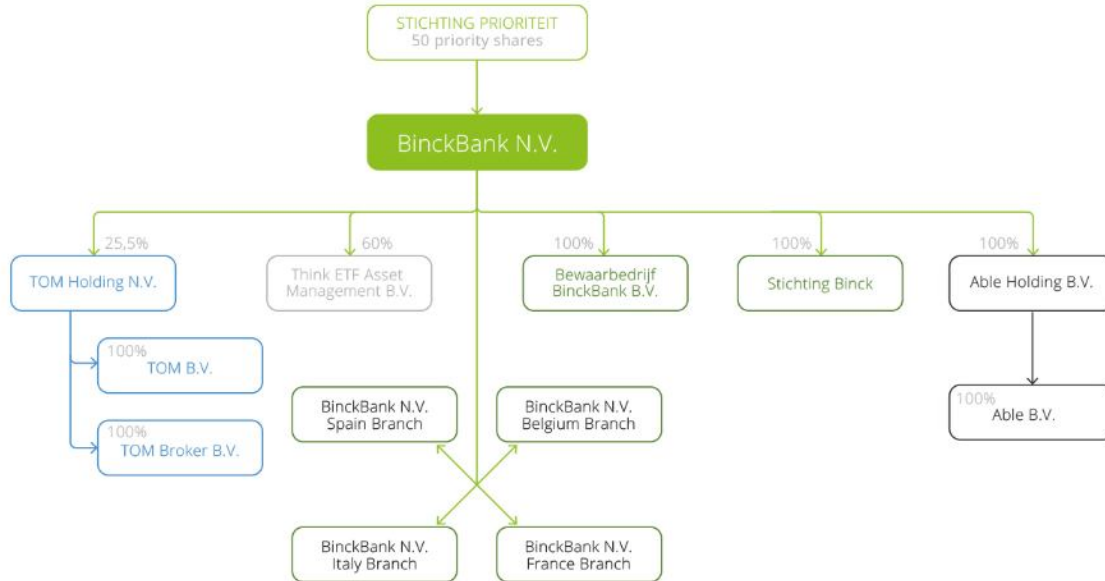 STICHTING PRIORITEIT
50 priority shares
BinckBank N.V.
25,5%
TOM Holding N.V.
60%
Think ETF Asset
Management B.V.
100%
Bewaarbedrijf
BinckBank B.V.
100%
Stichting Binck
100%
Able Holding B.V.
100%
TOM B.V.
100%
TOM Broker B.V.
BinckBank N.V.
Spain Branch
BinckBank N.V.
Belgium Branch
100%
Able B.V.
BinckBank N.V.
Italy Branch
BinckBank N.V.
France Branch